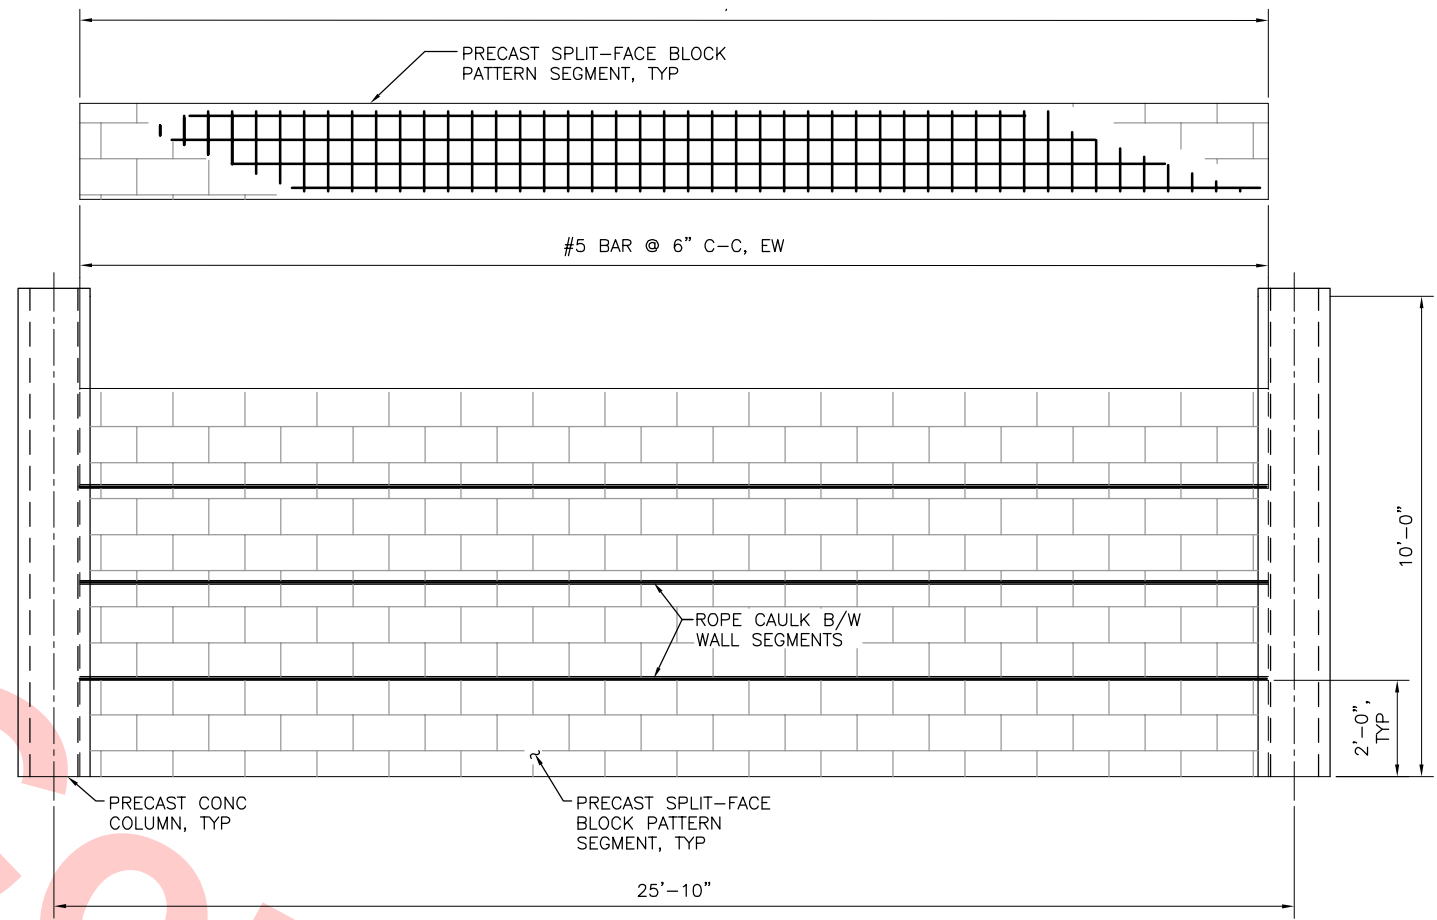 PRECAST SPLIT-FACE BLOCK
PATTERN SEGMENT, TYP
#5 BAR @ 6" C-C, EW
10'-0"
ROPE CAULK B/W
WALL SEGMENTS
2'-0",
TYP
PRECAST CONC
COLUMN, TYP
PRECAST SPLIT-FACE
BLOCK PATTERN
SEGMENT, TYP
25'-10"